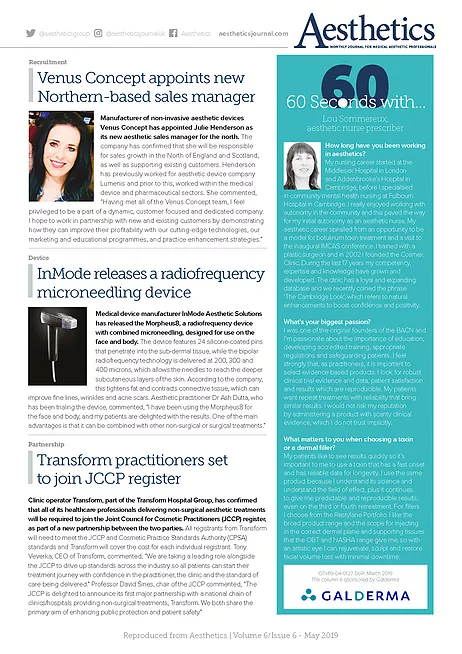 @aestheticsgroup @aestheticsjournaluk Aesthetics aestheticsjournal.com
Aesthetics
MONTHLY JOURNAL FOR MEDICAL AESTHETIC PROFESSIONALS
Recruitment
Venus Concept appoints new
Northern-based sales manager
Manufacturer of non-invasive aesthetic devices
Venus Concept has appointed Julie Henderson as
its new aesthetic sales manager for the north. The
company has confirmed that she will be responsible
for sales growth in the North of England and Scotland,
as well as supporting existing customers. Henderson
has previously worked for aesthetic device company
Lumenis and prior to this, worked within the medical
device and pharmaceutical sectors. She commented,
"Having met all of the Venus Concept team, I feel
privileged to be a part of a dynamic, customer focused and dedicated company.
I hope to work in partnership with new and existing customers by demonstrating
how they can improve their profitability with our cutting-edge technologies, our
marketing and educational programmes, and practice enhancement strategies."
Device
InMode releases a radiofrequency
microneedling device
Medical device manufacturer InMode Aesthetic Solutions
has released the Morpheus8, a radiofrequency device
with combined microneedling, designed for use on the
face and body. The device features 24 silicone-coated pins
that penetrate into the sub-dermal tissue, while the bipolar
radiofrequency technology is delivered at 200, 300 and
400 microns, which allows the needles to reach the deeper
subcutaneous layers of the skin. According to the company,
this tightens fat and contracts connective tissue, which can
improve fine lines, wrinkles and acne scars. Aesthetic practitioner Dr Ash Dutta, who
has been trialing the device, commented, "I have been using the Morpheus8 for
the face and body, and my patients are delighted with the results. One of the main
advantages is that it can be combined with other non-surgical or surgical treatments."
Partnership
Transform practitioners set
to join JCCP register
Clinic operator Transform, part of the Transform Hospital Group, has confirmed
that all of its healthcare professionals delivering non-surgical aesthetic treatments
will be required to join the Joint Council for Cosmetic Practitioners (JCCP) register,
as part of a new partnership between the two parties. All registrants from Transform
will need to meet the JCCP and Cosmetic Practice Standards Authority (CPSA)
standards and Transform will cover the cost for each individual registrant. Tony
Veverka, CEO of Transform, commented, "We are taking a leading role alongside
the JCCP to drive up standards across the industry so all patients can start their
treatment journey with confidence in the practitioner, the clinic and the standard of
care being delivered." Professor David Sines, chair of the JCCP, commented, "The
JCCP is delighted to announce its first major partnership with a national chain of
clinics/hospitals providing non-surgical treatments, Transform. We both share the
primary aim of enhancing public protection and patient safety."
60
60 Seconds with...
Lou Sommereux,
aesthetic nurse prescriber
How long have you been working
in aesthetics?
My nursing career started at the
Middlesex Hospital in London
and Addenbrooke's Hospital in
Cambridge, before I specialised
in community mental health nursing at Fulbourn
Hospital in Cambridge. I really enjoyed working with
autonomy in the community and this paved the way
for my initial autonomy as an aesthetic nurse. My
aesthetic career spiralled from an opportunity to be
a model for botulinum toxin treatment and a visit to
the inaugural IMCAS conference. I trained with a
plastic surgeon and in 2002 I founded the Cosmex
Clinic. During the last 17 years my competency,
expertise and knowledge have grown and
developed. The clinic has a loyal and expanding
database and we recently coined the phrase
'The Cambridge Look', which refers to natural
enhancements to boost confidence and positivity.
What's your biggest passion?
I was one of the original founders of the BACN and
I'm passionate about the importance of education,
developing accredited training, appropriate
regulations and safeguarding patients. I feel
strongly that, as practitioners, it is important to
select evidence-based products. I look for robust
clinical trial evidence and data, patient satisfaction
and results which are reproducible. My patients
want repeat treatments with reliability that bring
similar results. I would not risk my reputation
by administering a product with scanty clinical
evidence, which I do not trust implicitly.
What matters to you when choosing a toxin
or a dermal filler?
My patients like to see results quickly so it's
important to me to use a toxin that has a fast onset
and has reliable data for longevity. I use the same
product because I understand its science and
understand the field of effect, plus it continues
to give me predictable and reproducible results,
even on the third or fourth retreatment. For fillers
I choose from the Restylane Portfolio. I like the
broad product range and the scope for injecting
in the correct dermal plane and supporting tissues
that the OBT and NASHA range give me, so with
an artistic eye I can rejuvenate, sculpt and restore
facial volume loss with minimal downtime.
This column is sponsored by Galderma
GALDERMA
Reproduced from Aesthetics | Volume 6/Issue 6 - May 2019